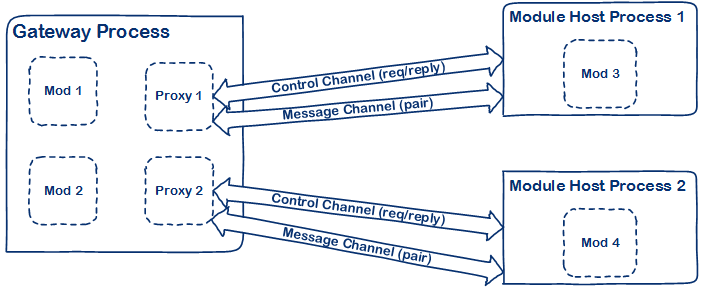 Gateway Process
Mod 1
Proxy 1
Mod 2
Proxy 2
Control Channel (req/reply)
Message Channel (pair)
Control Channel (req/reply)
Message Channel (pair)
Module Host Process 1
Mod 3
Module Host Process 2
Mod 4